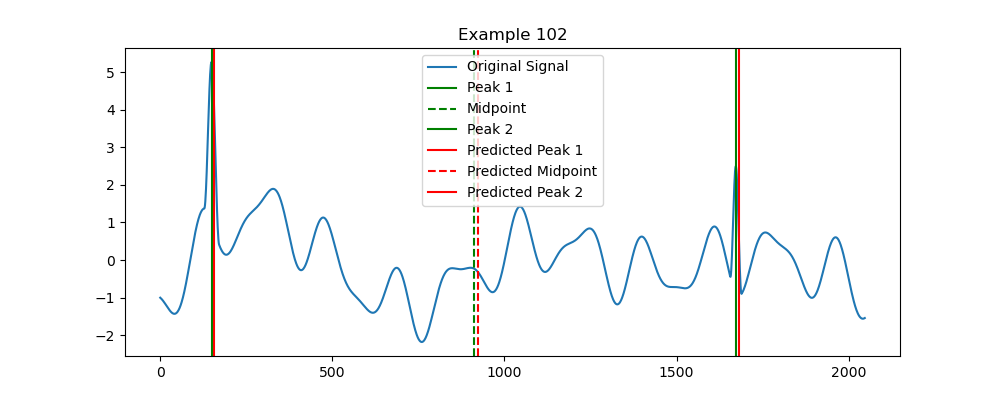 Example 102
Original Signal
Peak 1
Midpoint
Peak 2
Predicted Peak 1
Predicted Midpoint
Predicted Peak 2
5
4
3
2
1
0
−1
−2
0 500 1000 1500 2000